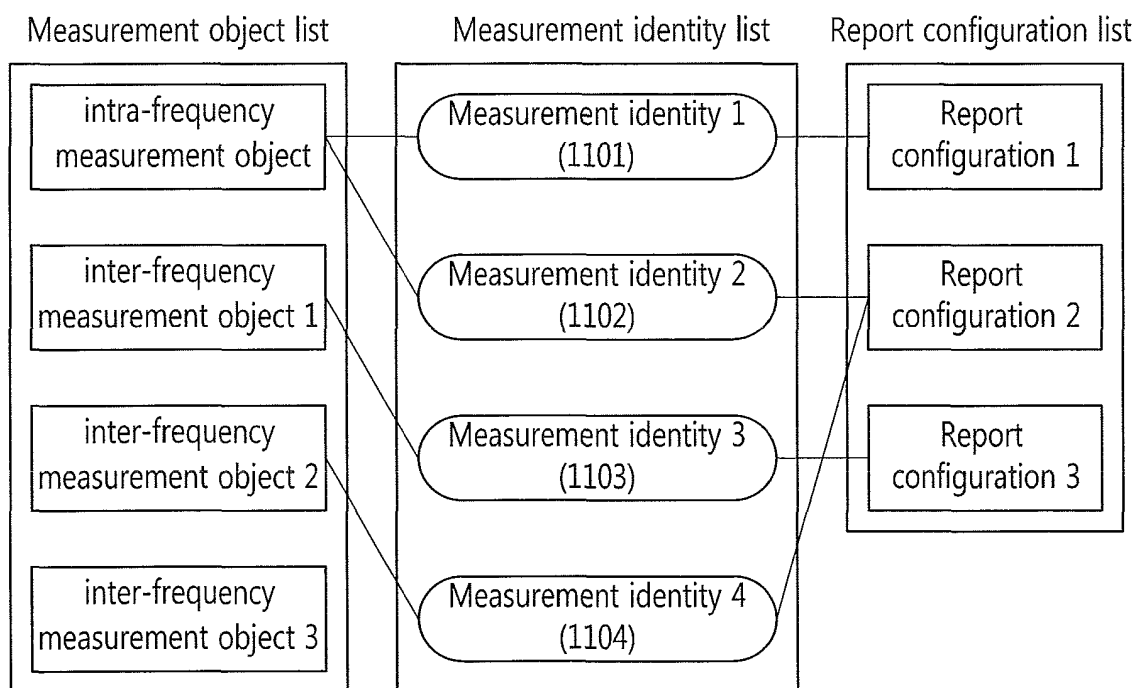 Measurement object list
Measurement identity list
Report configuration list
intra-frequency
measurement object
Measurement identity 1
(1101)
Report
configuration 1
inter-frequency
measurement object 1
Measurement identity 2
(1102)
Report
configuration 2
inter-frequency
measurement object 2
Measurement identity 3
(1103)
Report
configuration 3
inter-frequency
measurement object 3
Measurement identity 4
(1104)